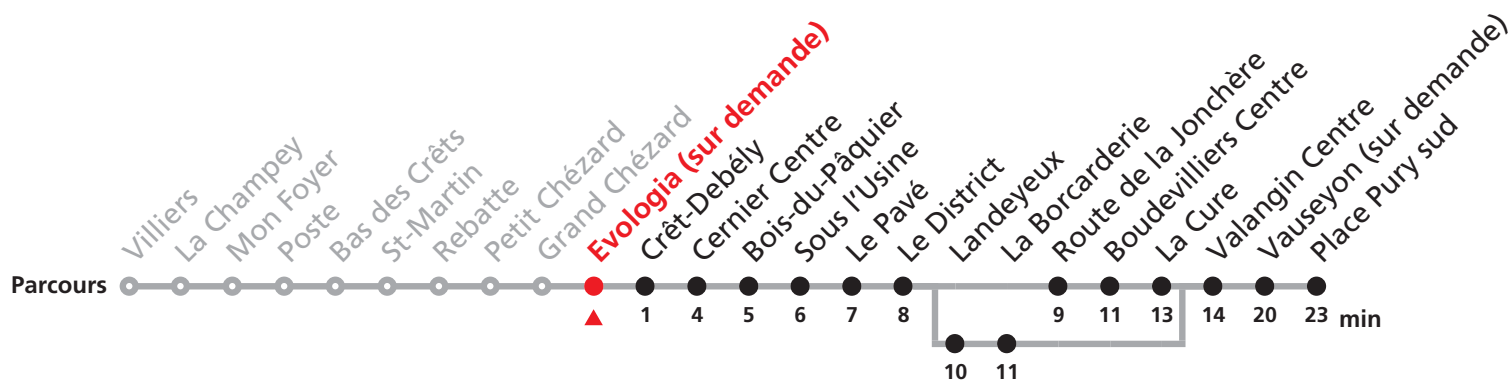 Villiers
La Champey
Mon Foyer
Poste
Bas des Crêts
St-Martin
Rebatte
Petit Chézard
Grand Chézard
Evologia (sur demande)
Crêt-Debély
Cernier Centre
Bois-du-Pâquier
Sous l'Usine
Le Pavé
Le District
Landeyeux
La Borcarderie
Route de la Jonchère
Boudevilliers Centre
La Cure
Valangin Centre
Vauseyon (sur demande)
Place Pury sud
Parcours
1 4 5 6 7 8 9 11 13 14 20 23 min
10 11